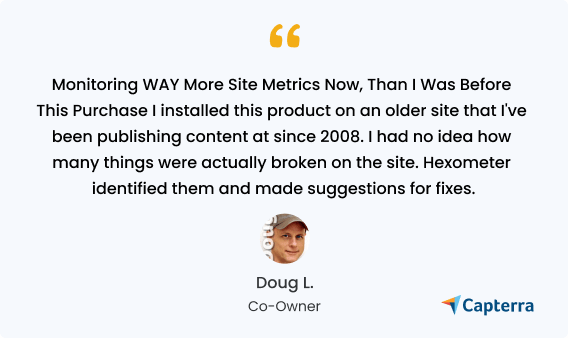 Monitoring WAY More Site Metrics Now, Than I Was Before
This Purchase I installed this product on an older site that I've
been publishing content at since 2008. I had no idea how
many things were actually broken on the site. Hexometer
identified them and made suggestions for fixes.
Doug L.
Co-Owner
Capterra